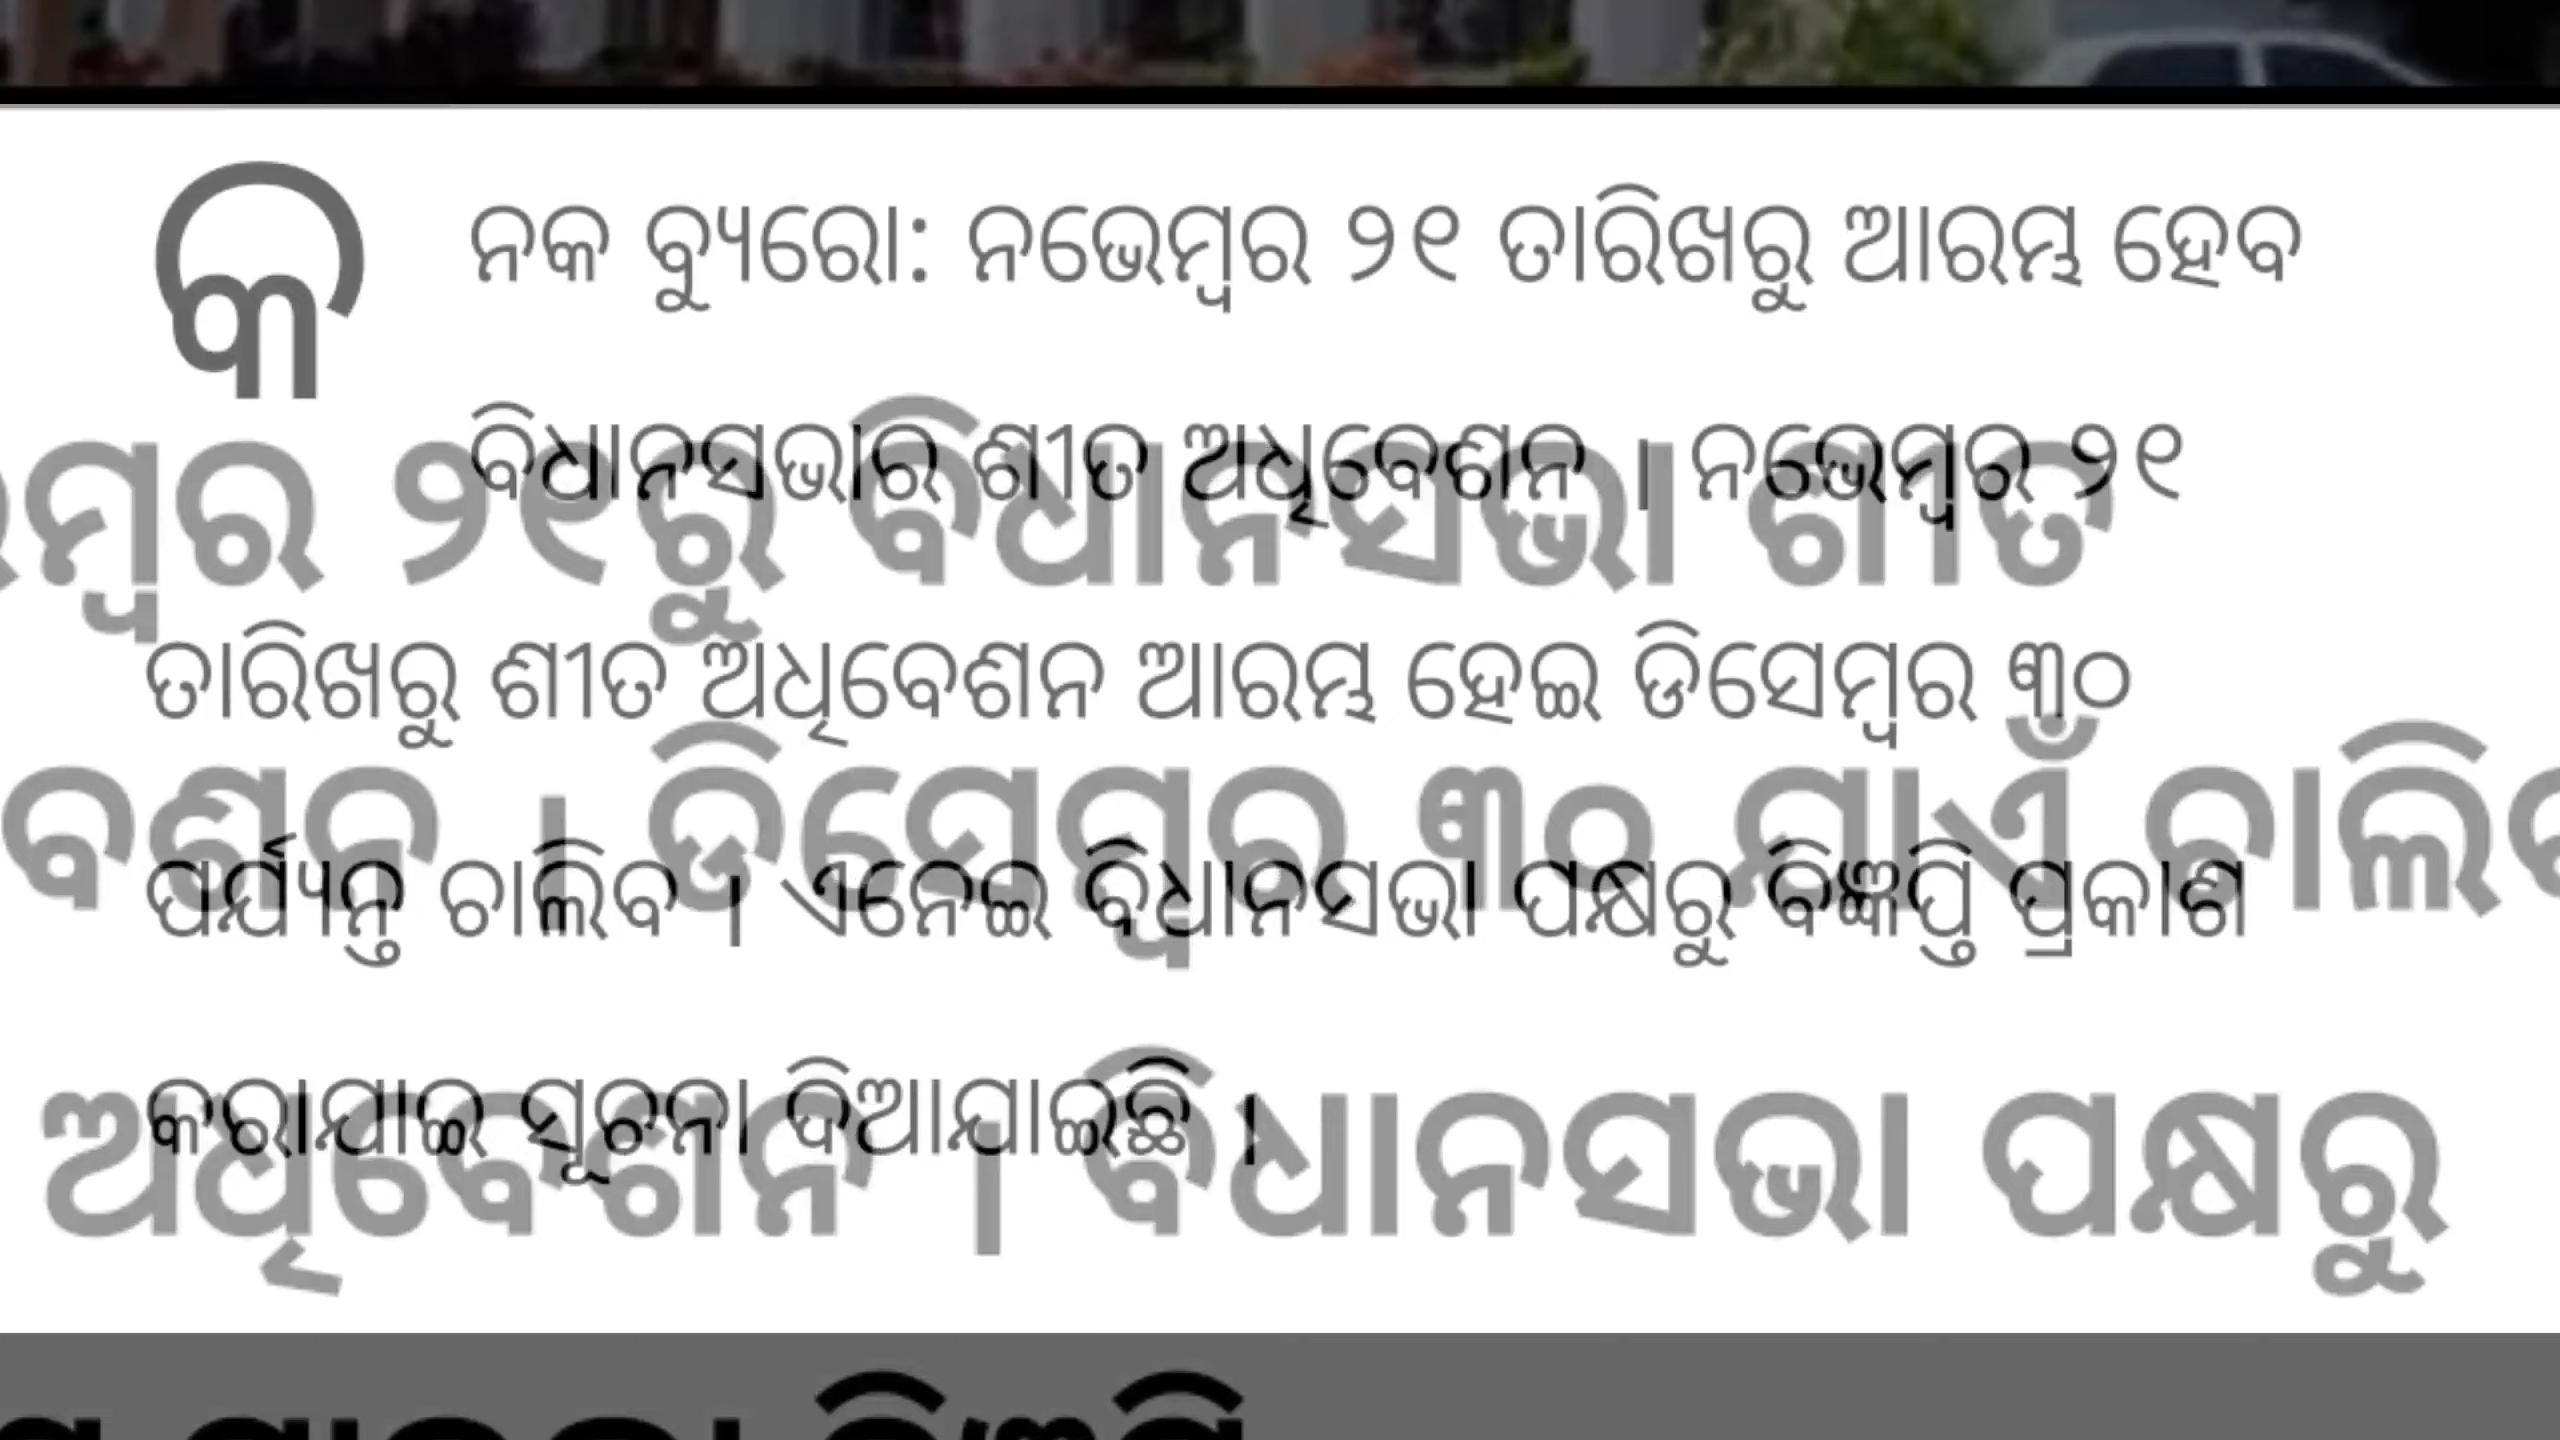 କନକ ବ୍ୟୁରୋ: ନଭେମ୍ବର ୨୧ ତାରିଖରୁ ଆରମ୍ଭ ହେବ
ବିଧାନସଭାର ଶୀତ ଅଧିବେଶନ । ନଭେମ୍ବର ୨୧
ମ୍ବର ୨୧ରୁ ବିଧାନସଭା ଶୀତ
ତାରିଖରୁ ଶୀତ ଅଧିବେଶନ ଆରମ୍ଭ ହେଇ ଡିସେମ୍ବର ୩୦
ବେଶନ । ଡିସେମ୍ବର ୩୦ ଯାଏଁ ଚାଲିବ
ପର୍ଯ୍ୟନ୍ତ ଚାଲିବ । ଏନେଇ ବିଧାନସଭା ପକ୍ଷରୁ ବିଜ୍ଞପ୍ତି ପ୍ରକାଶ
କରାଯାଇ ସୂଚନା ଦିଆଯାଇଛି ।
ଅଧିବେଶନ । ବିଧାନସଭା ପକ୍ଷରୁ